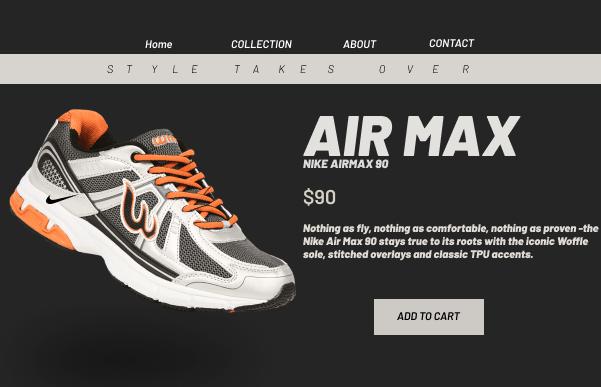 Home COLLECTION ABOUT CONTACT
STYLE TAKES OVER
AIR MAX
NIKE AIRMAX 90
$90
Nothing as fly, nothing as comfortable, nothing as proven -the
Nike Air Max 90 stays true to its roots with the iconic Woffle
sole, stitched overlays and classic TPU accents.
ADD TO CART